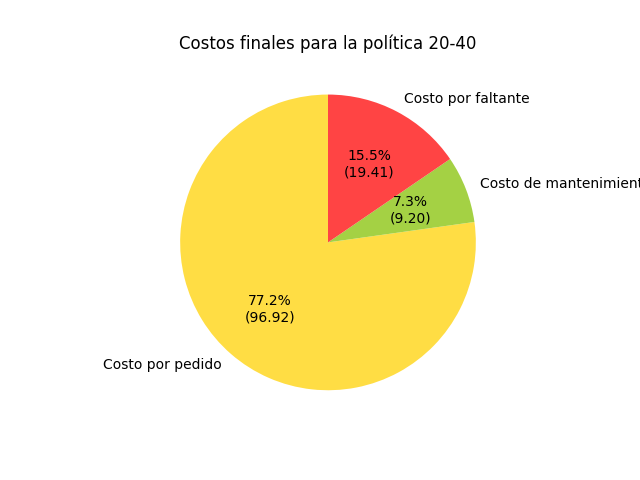 Costos finales para la política 20-40
Costo por faltante
15.5%
(19.41)
Costo de mantenimient
7.3%
(9.20)
77.2%
(96.92)
Costo por pedido